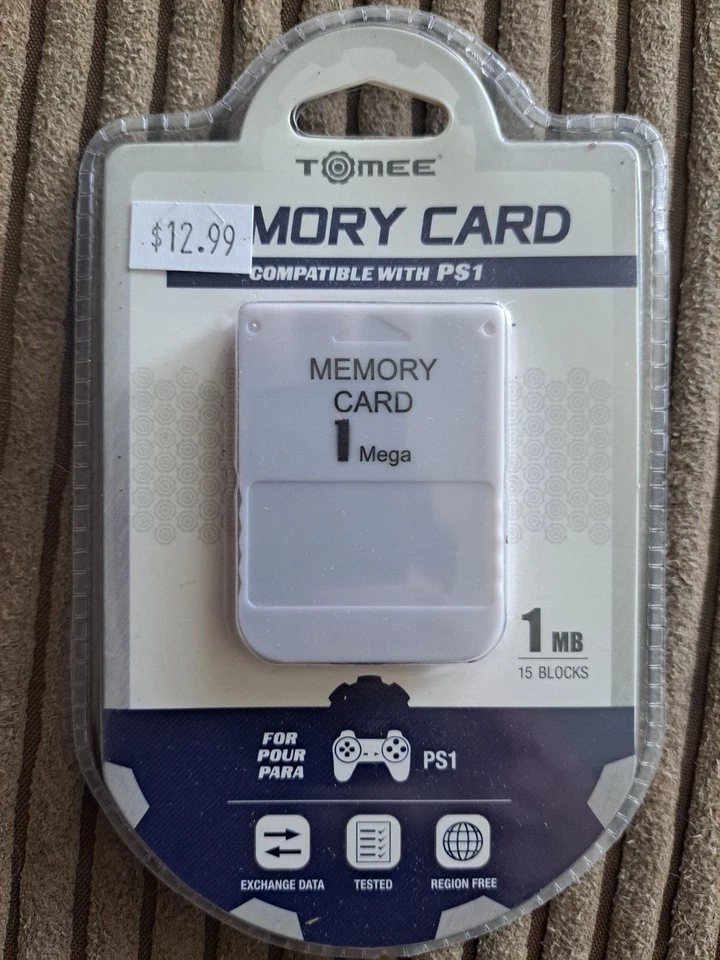 TOMEE
$12.99
MORY CARD
COMPATIBLE WITH PS1
MEMORY
CARD
1 Mega
1 MB
15 BLOCKS
FOR
POUR
PARA
PS1
EXCHANGE DATA
TESTED
REGION FREE